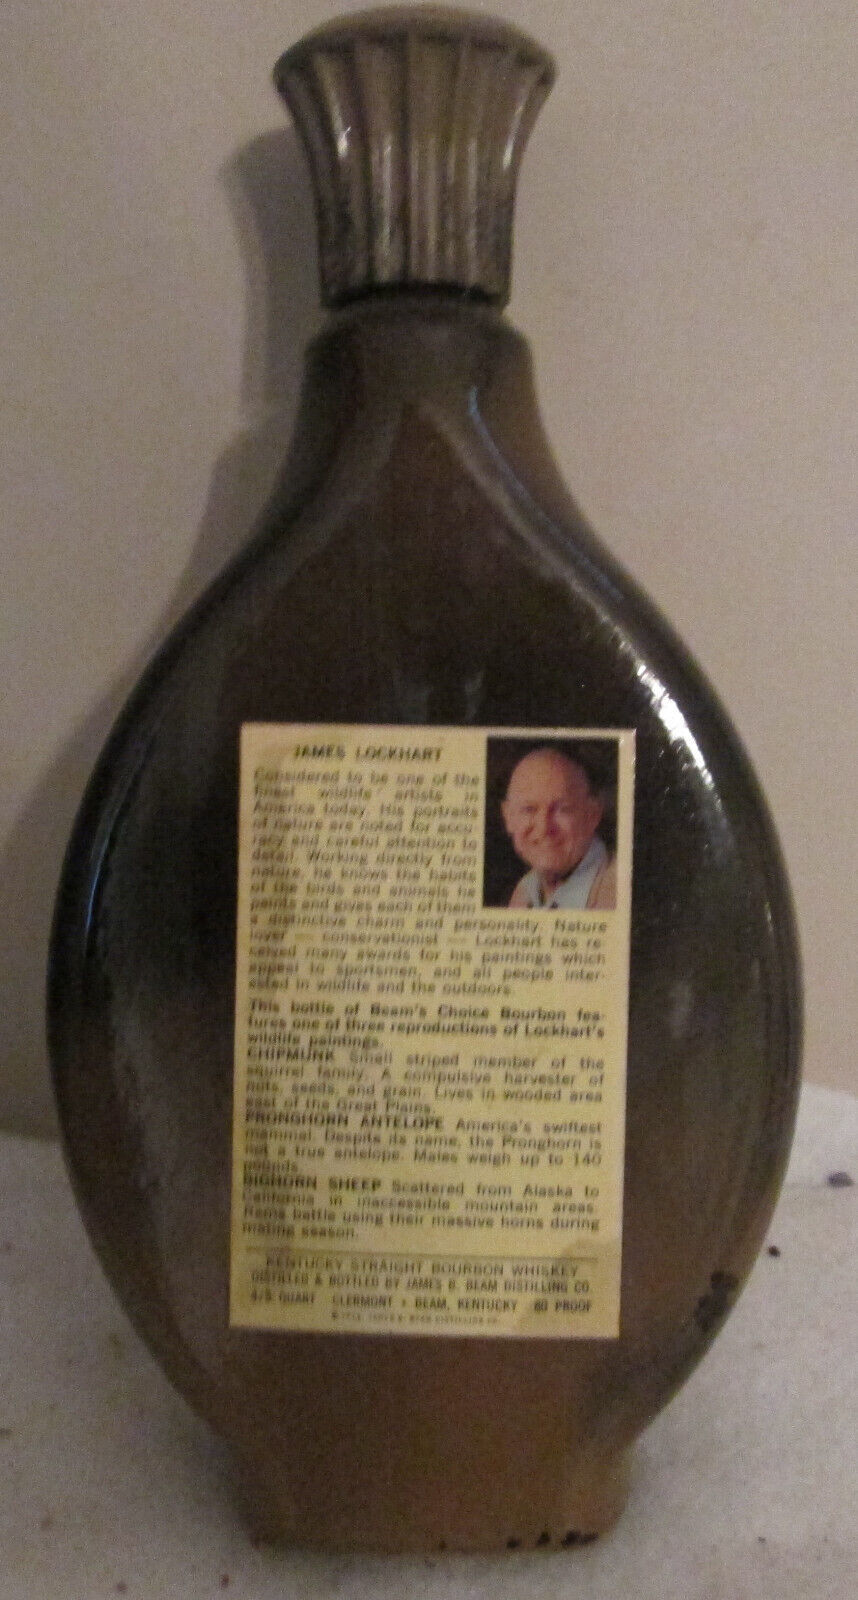 JAMES LOCKHART
Considered to be one of the
finest wildlife artists in
America today. His portraits
of nature are noted for accu-
racy and careful attention to
detail. Working directly from
nature, he knows the habits
of the birds and animals he
paints and gives each of them
a distinctive charm and personality. Nature
lover — conservationist — Lockhart has re-
ceived many awards for his paintings which
appeal to sportsmen, and all people inter-
ested in wildlife and the outdoors.
This bottle of Beam's Choice Bourbon fea-
tures one of three reproductions of Lockhart's
wildlife paintings.
CHIPMUNK Small striped member of the
squirrel family. A compulsive harvester of
nuts, seeds, and grain. Lives in wooded area
east of the Great Plains.
PRONGHORN ANTELOPE America's swiftest
mammal. Despite its name, the Pronghorn is
not a true antelope. Males weigh up to 140
pounds.
BIGHORN SHEEP Scattered from Alaska to
California in inaccessible mountain areas.
Rams battle using their massive horns during
mating season.
KENTUCKY STRAIGHT BOURBON WHISKEY
DISTILLED & BOTTLED BY JAMES B. BEAM DISTILLING CO.
4/5 QUART CLERMONT • BEAM, KENTUCKY 80 PROOF
JAMES B. BEAM DISTILLING CO.